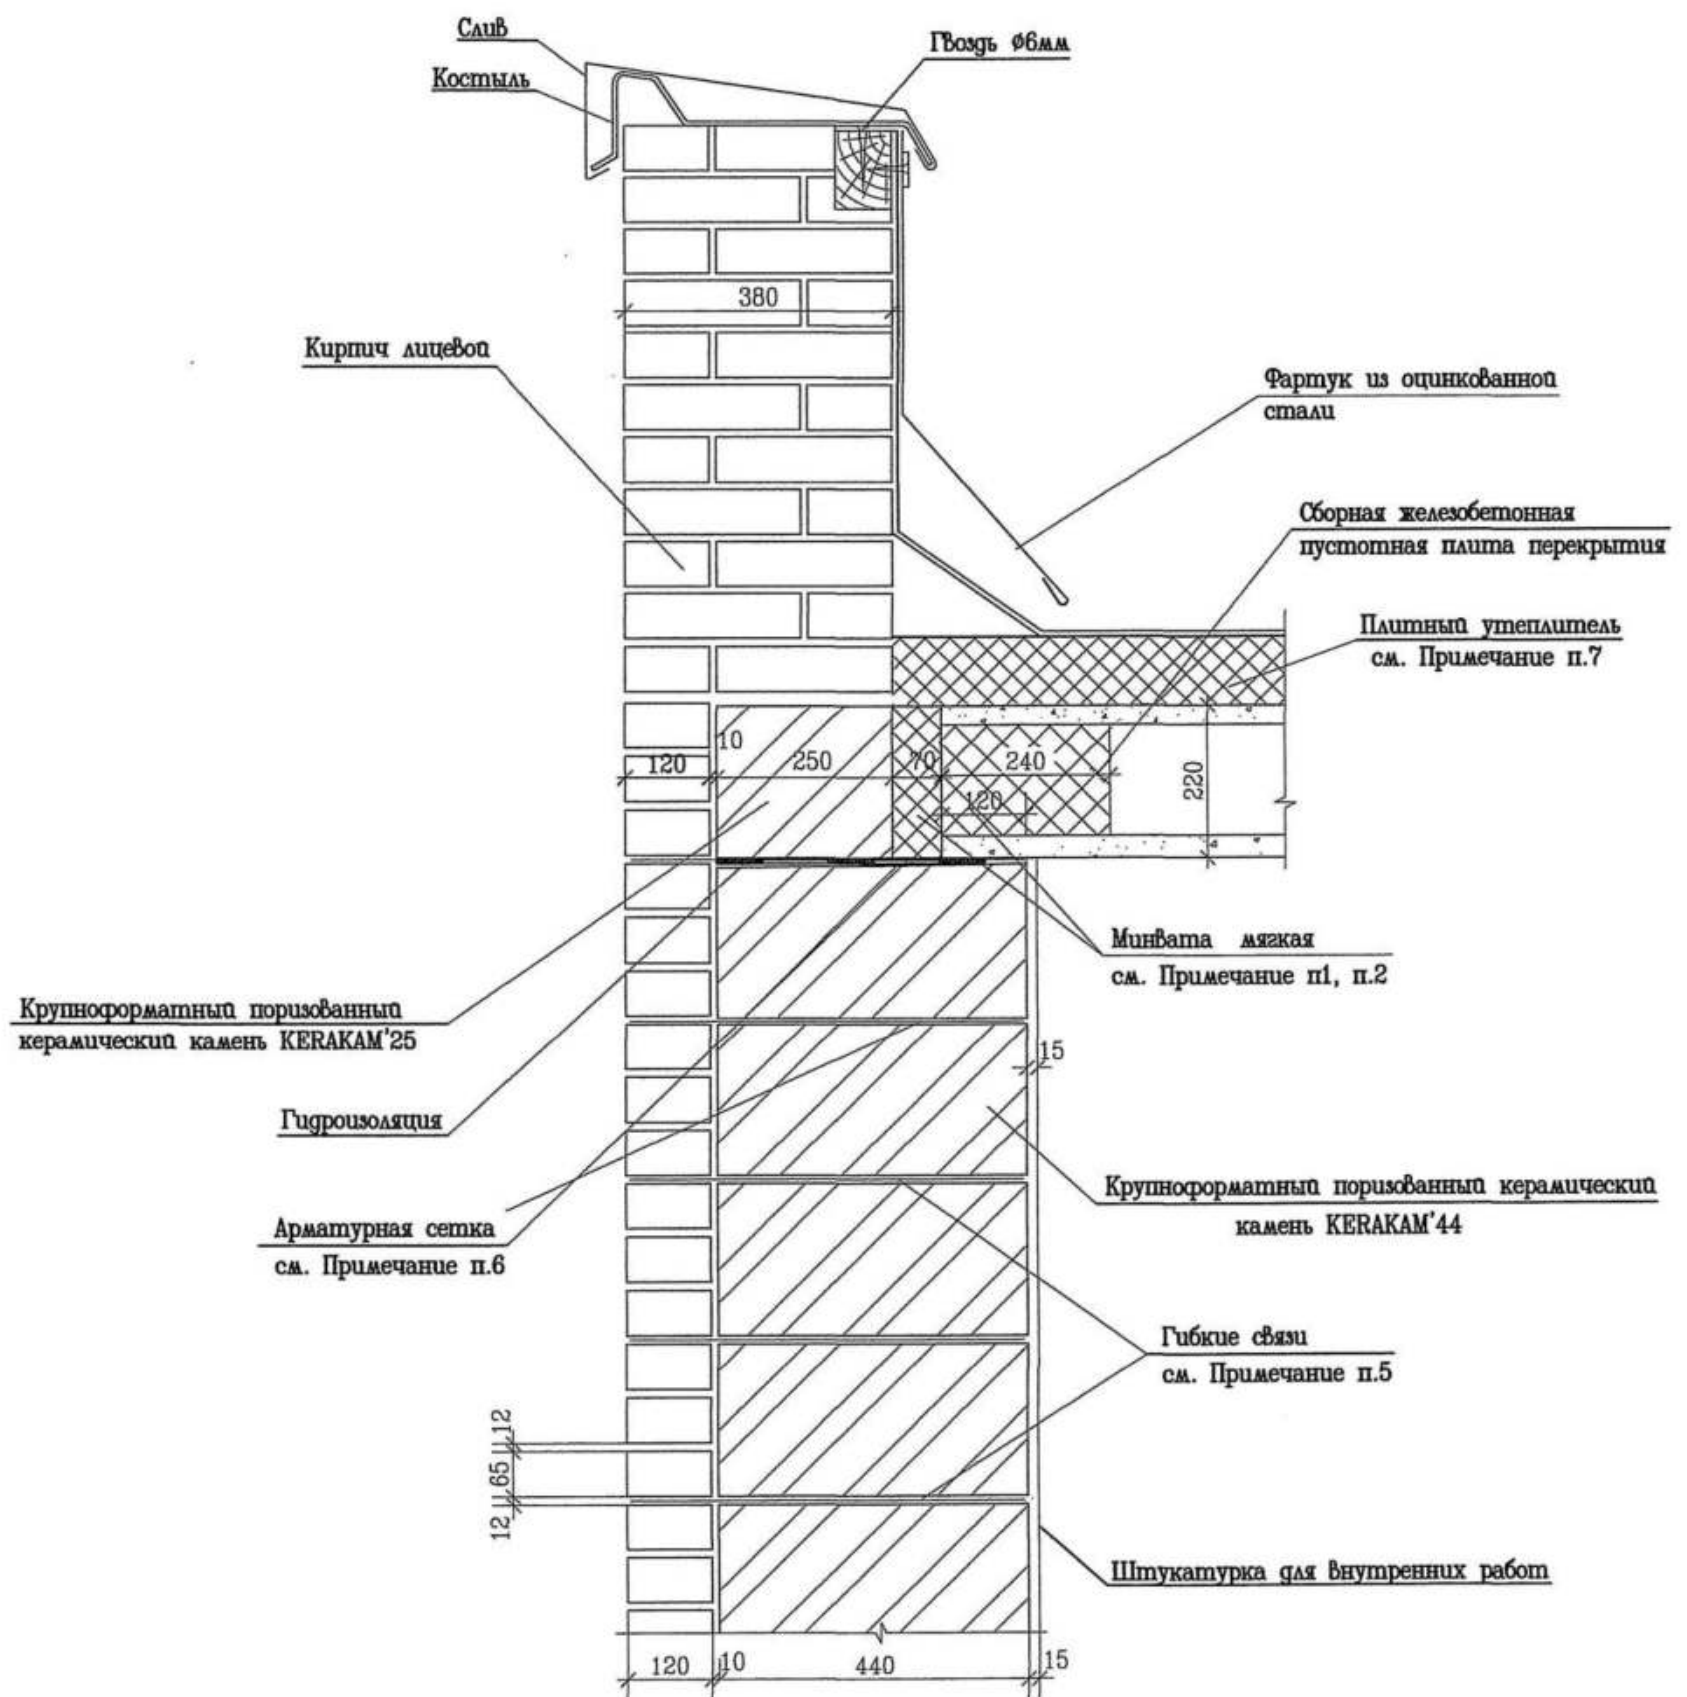 Слив
Гвоздь ϕ6мм
Костыль
380
Кирпич лицевой
Фартук из оцинкованной
стали
Сборная железобетонная
пустотная плита перекрытия
Плитный утеплитель
см. Примечание п.7
10
120
250
70
240
220
120
Минвата мягкая
см. Примечание п1, п.2
Крупноформатный поризованный
керамический камень KERAKAM'25
15
Гидроизоляция
Крупноформатный поризованный керамический
камень KERAKAM'44
Арматурная сетка
см. Примечание п.6
Гибкие связи
см. Примечание п.5
12
65
12
Штукатурка для внутренних работ
120
10
440
15